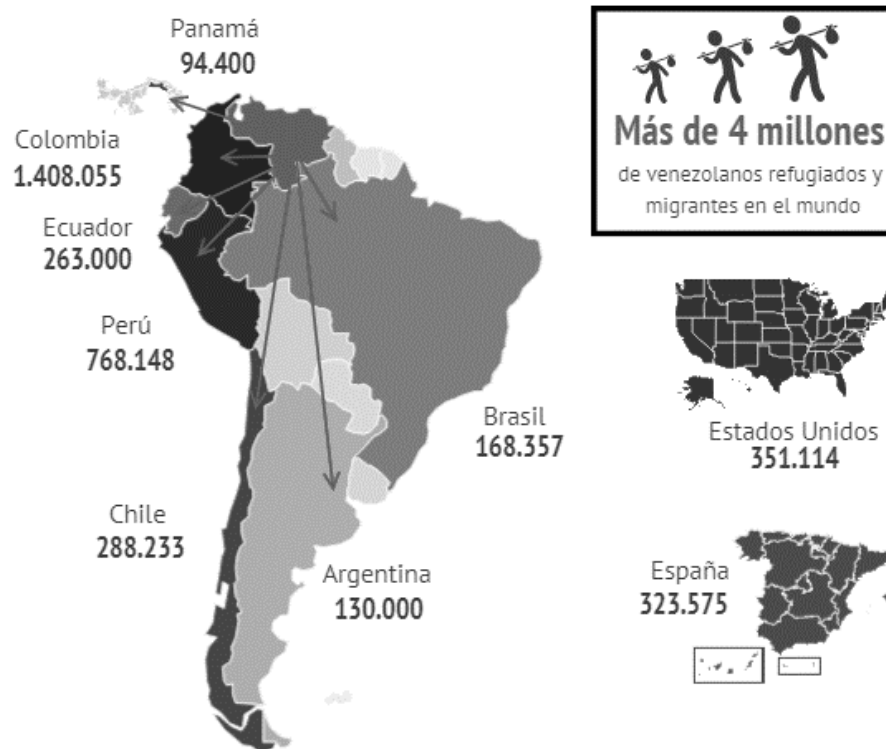 Panamá
94.400
Colombia
1.408.055
Ecuador
263.000
Perú
768.148
Chile
288.233
Brasil
168.357
Argentina
130.000
Más de 4 millones
de venezolanos refugiados y
migrantes en el mundo
Estados Unidos
351.114
España
323.575